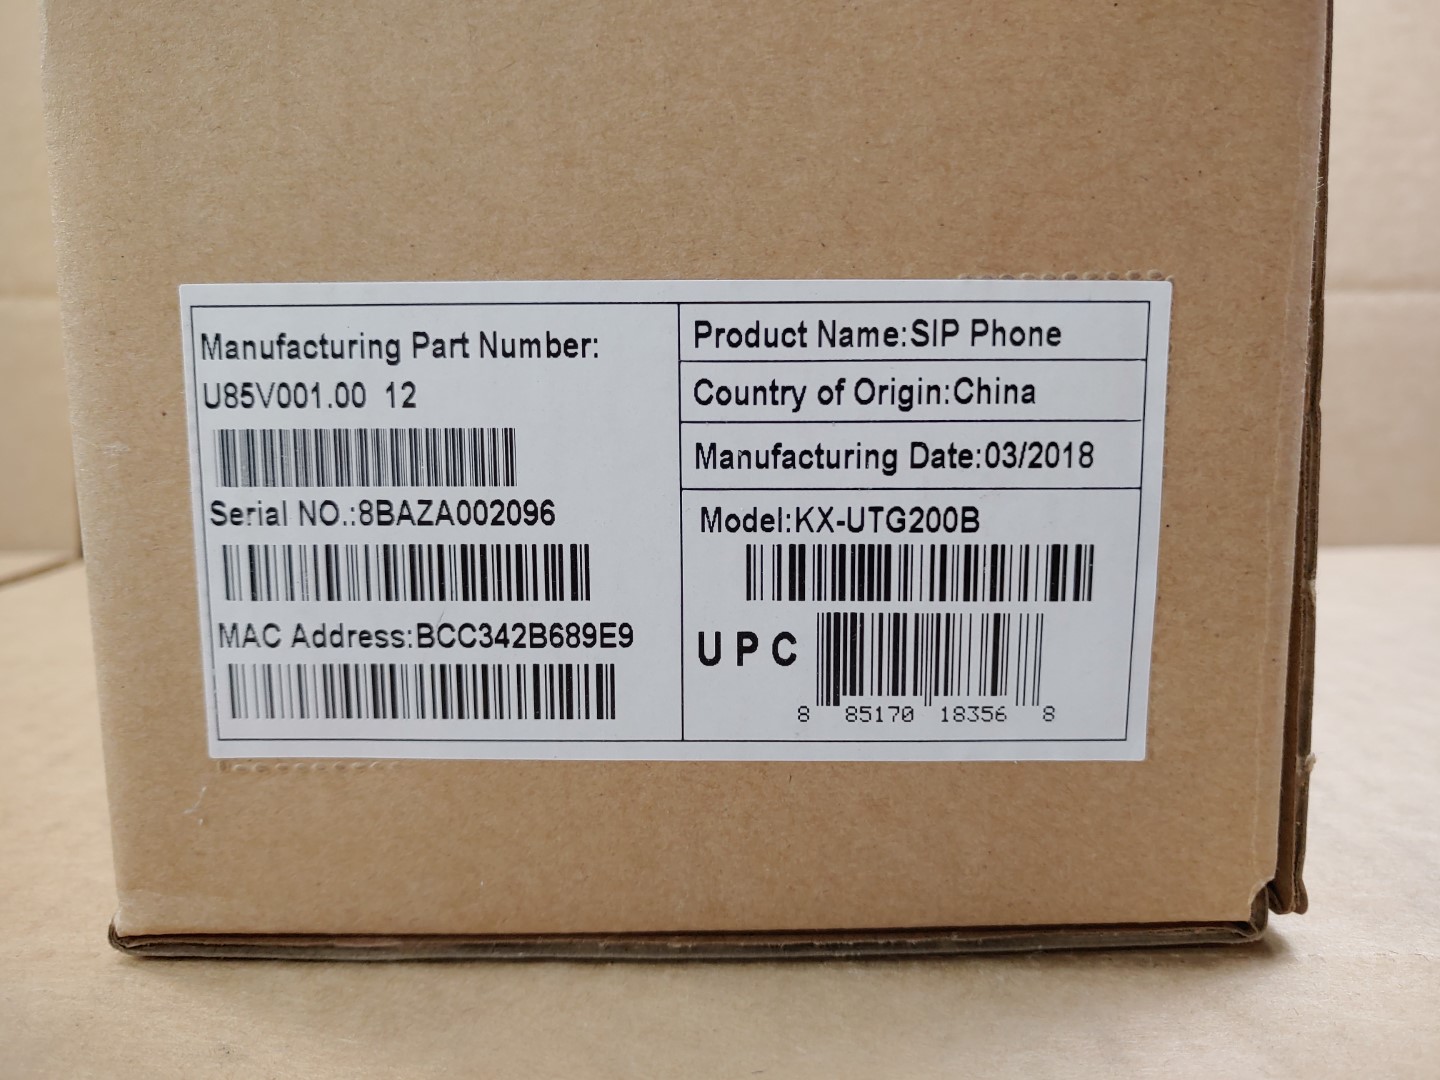 Manufacturing Part Number:
U85V001.00 12
Serial NO.:8BAZA002096
MAC Address:BCC342B689E9
Product Name:SIP Phone
Country of Origin:China
Manufacturing Date:03/2018
Model:KX-UTG200B
UPC
8 85170 18356 8